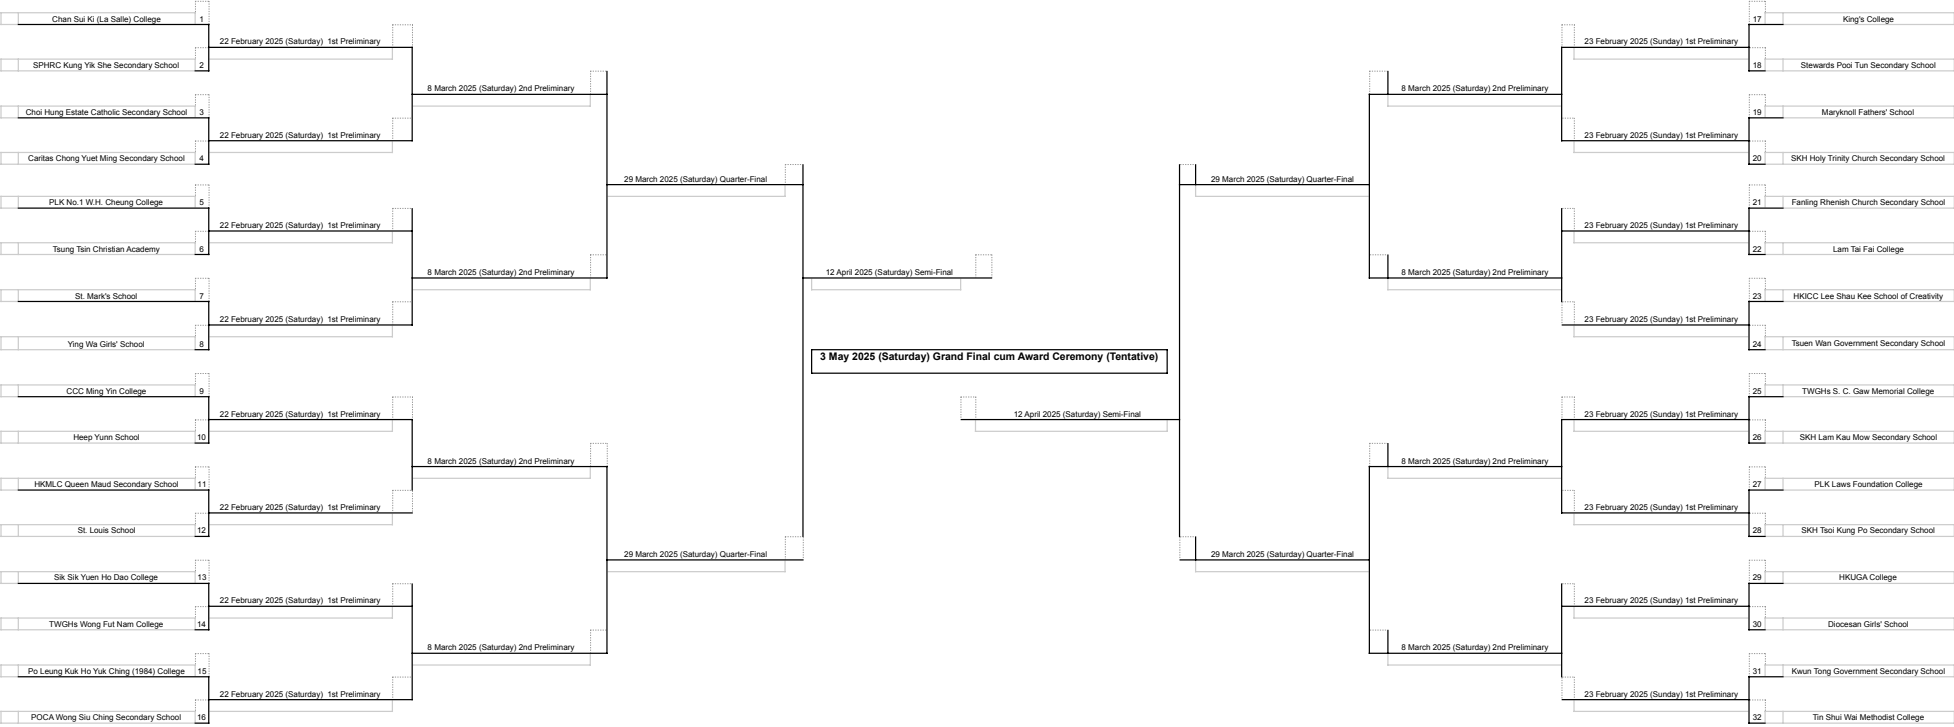 Chan Sui Ki (La Salle) College 1
22 February 2025 (Saturday) 1st Preliminary
SPHRC Kung Yik She Secondary School 2
8 March 2025 (Saturday) 2nd Preliminary
Choi Hung Estate Catholic Secondary School 3
22 February 2025 (Saturday) 1st Preliminary
Caritas Chong Yuet Ming Secondary School 4
29 March 2025 (Saturday) Quarter-Final
PLK No.1 W.H. Cheung College 5
22 February 2025 (Saturday) 1st Preliminary
Tsung Tsin Christian Academy 6
8 March 2025 (Saturday) 2nd Preliminary
St. Mark's School 7
22 February 2025 (Saturday) 1st Preliminary
Ying Wa Girls' School 8
12 April 2025 (Saturday) Semi-Final
CCC Ming Yin College 9
22 February 2025 (Saturday) 1st Preliminary
Heep Yunn School 10
8 March 2025 (Saturday) 2nd Preliminary
HKMLC Queen Maud Secondary School 11
22 February 2025 (Saturday) 1st Preliminary
St. Louis School 12
29 March 2025 (Saturday) Quarter-Final
Sik Sik Yuen Ho Dao College 13
22 February 2025 (Saturday) 1st Preliminary
TWGHs Wong Fut Nam College 14
8 March 2025 (Saturday) 2nd Preliminary
Po Leung Kuk Ho Yuk Ching (1984) College 15
22 February 2025 (Saturday) 1st Preliminary
POCA Wong Siu Ching Secondary School 16
3 May 2025 (Saturday) Grand Final cum Award Ceremony (Tentative)
17 King's College
23 February 2025 (Sunday) 1st Preliminary
18 Stewards Pooi Tun Secondary School
8 March 2025 (Saturday) 2nd Preliminary
19 Maryknoll Fathers' School
23 February 2025 (Sunday) 1st Preliminary
20 SKH Holy Trinity Church Secondary School
29 March 2025 (Saturday) Quarter-Final
21 Fanling Rhenish Church Secondary School
23 February 2025 (Sunday) 1st Preliminary
22 Lam Tai Fai College
8 March 2025 (Saturday) 2nd Preliminary
23 HKICC Lee Shau Kee School of Creativity
23 February 2025 (Sunday) 1st Preliminary
24 Tsuen Wan Government Secondary School
12 April 2025 (Saturday) Semi-Final
25 TWGHs S. C. Gaw Memorial College
23 February 2025 (Sunday) 1st Preliminary
26 SKH Lam Kau Mow Secondary School
8 March 2025 (Saturday) 2nd Preliminary
27 PLK Laws Foundation College
23 February 2025 (Sunday) 1st Preliminary
28 SKH Tsoi Kung Po Secondary School
29 March 2025 (Saturday) Quarter-Final
29 HKUGA College
23 February 2025 (Sunday) 1st Preliminary
30 Diocesan Girls' School
8 March 2025 (Saturday) 2nd Preliminary
31 Kwun Tong Government Secondary School
23 February 2025 (Sunday) 1st Preliminary
32 Tin Shui Wai Methodist College